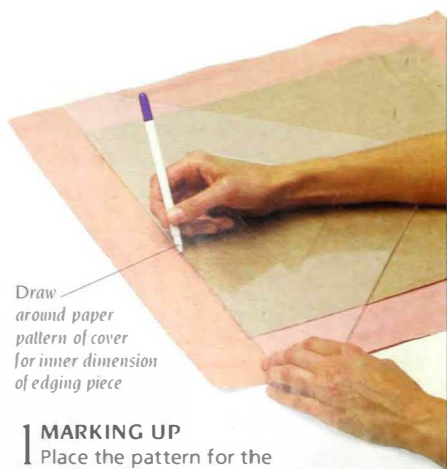 Draw
around paper
pattern of cover
for inner dimension
of edging piece
1 MARKING UP
Place the pattern for the